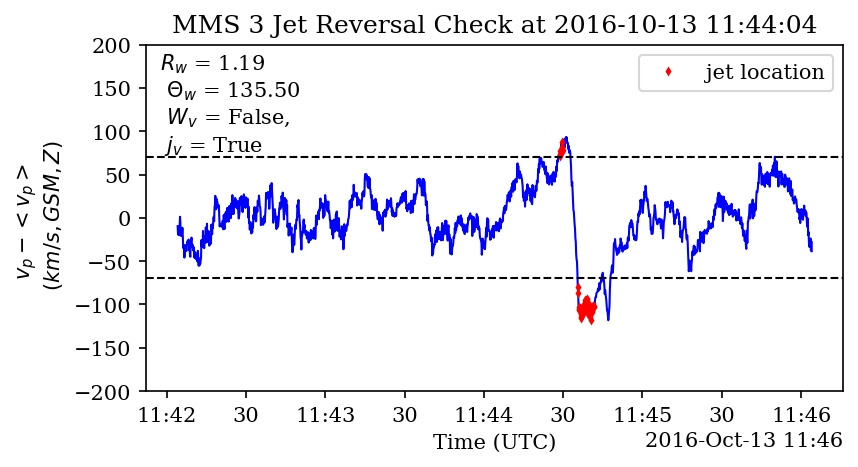 MMS 3 Jet Reversal Check at 2016-10-13 11:44:04
200
150
100
50
0
−50
−100
−150
−200
v_p − < v_p >
(km/s, GSM, Z)
R_w = 1.19
Θ_w = 135.50
W_v = False,
j_v = True
jet location
11:42 30 11:43 30 11:44 30 11:45 30 11:46
Time (UTC)
2016-Oct-13 11:46